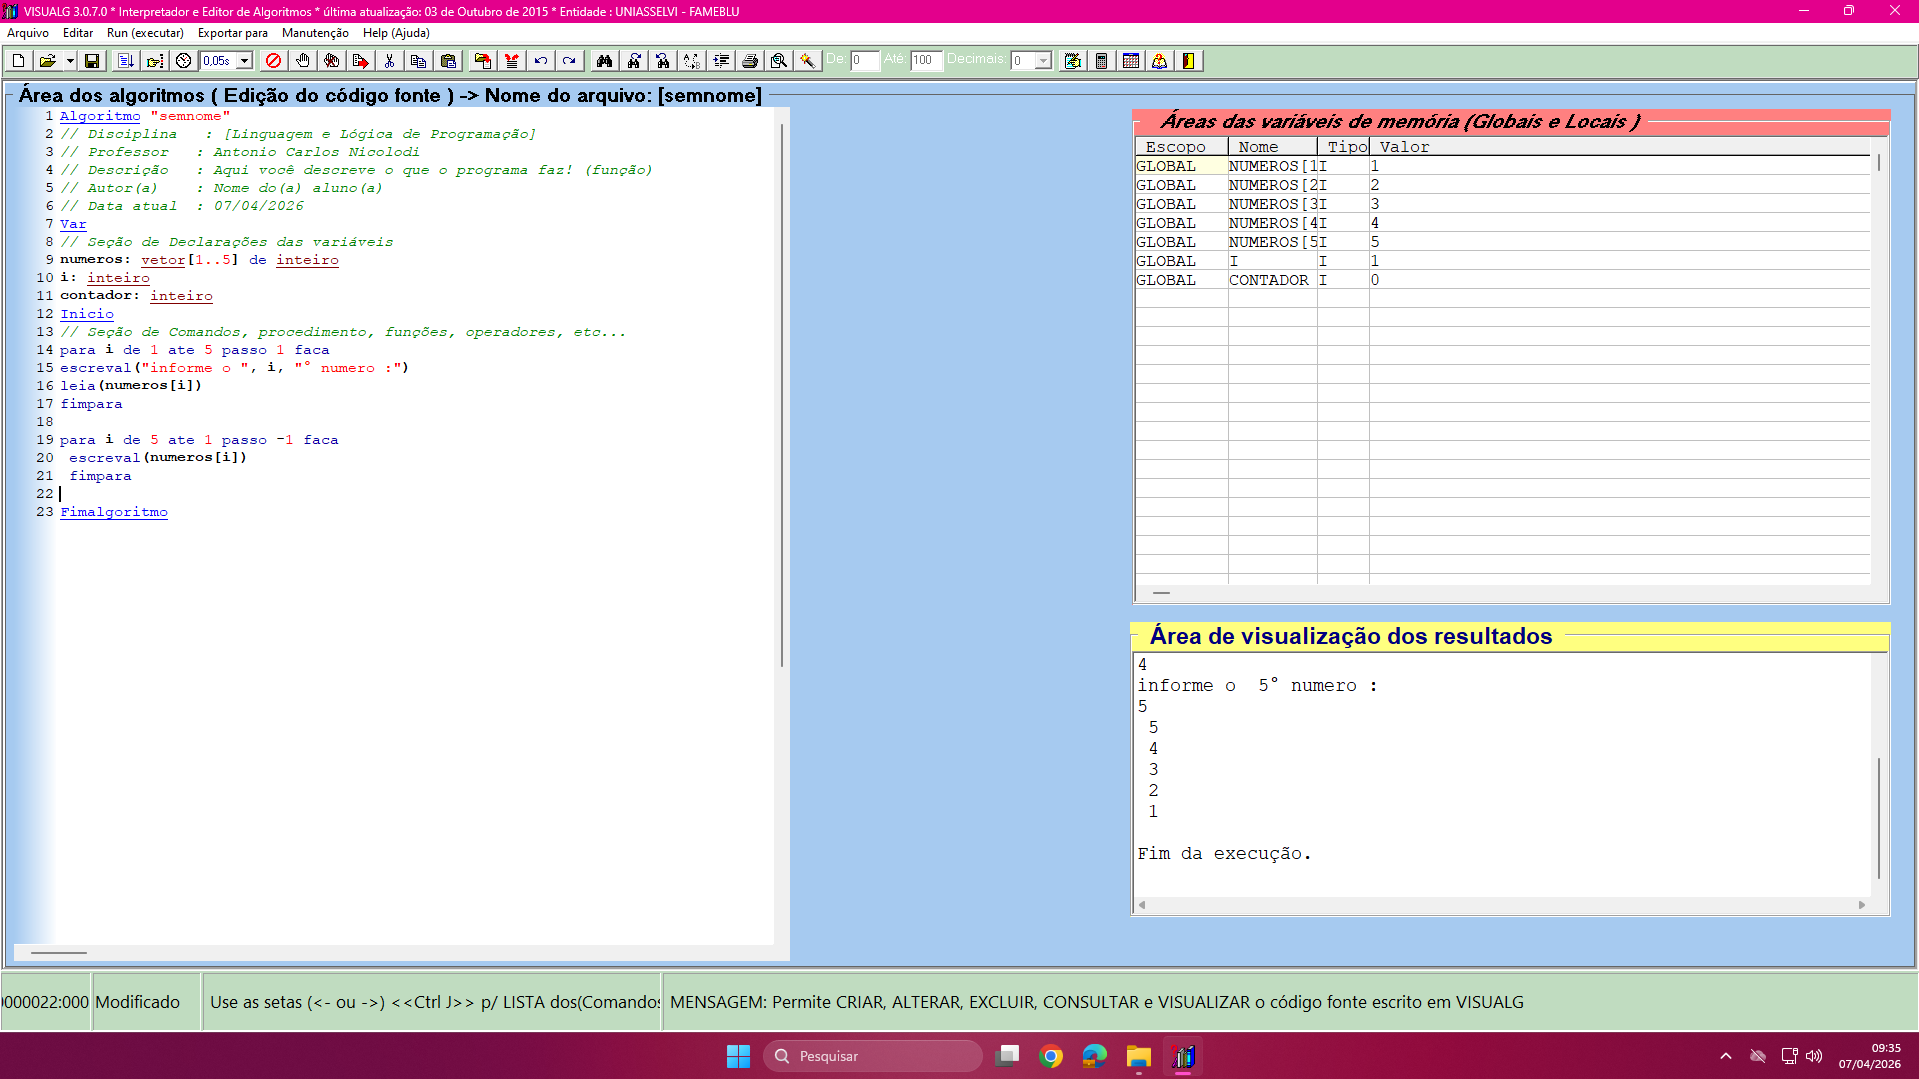 VISUALG 3.0.7.0 * Interpretador e Editor de Algoritmos * última atualização: 03 de Outubro de 2015 * Entidade : UNIASSELVI - FAMEBLU
Arquivo Editar Run (executar) Exportar para Manutenção Help (Ajuda)
0,05s De: 0 Até: 100 Decimais: 0
Área dos algoritmos ( Edição do código fonte ) -> Nome do arquivo: [semnome]
1 Algoritmo "semnome"
2 // Disciplina : [Linguagem e Lógica de Programação]
3 // Professor : Antonio Carlos Nicolodi
4 // Descrição : Aqui você descreve o que o programa faz! (função)
5 // Autor(a) : Nome do(a) aluno(a)
6 // Data atual : 07/04/2026
7 Var
8 // Seção de Declarações das variáveis
9 numeros: vetor[1..5] de inteiro
10 i: inteiro
11 contador: inteiro
12 Inicio
13 // Seção de Comandos, procedimento, funções, operadores, etc...
14 para i de 1 ate 5 passo 1 faca
15 escreval("informe o ", i, "° numero :")
16 leia(numeros[i])
17 fimpara
18
19 para i de 5 ate 1 passo -1 faca
20 escreval(numeros[i])
21 fimpara
22
23 Fimalgoritmo
Áreas das variáveis de memória (Globais e Locais )
Escopo Nome Tipo Valor
GLOBAL NUMEROS[1 I 1
GLOBAL NUMEROS[2 I 2
GLOBAL NUMEROS[3 I 3
GLOBAL NUMEROS[4 I 4
GLOBAL NUMEROS[5 I 5
GLOBAL I I 1
GLOBAL CONTADOR I 0
Área de visualização dos resultados
4
informe o 5° numero :
5
5
4
3
2
1
Fim da execução.
0000022:000 Modificado Use as setas (<- ou ->) <<Ctrl J>> p/ LISTA dos(Comandos MENSAGEM: Permite CRIAR, ALTERAR, EXCLUIR, CONSULTAR e VISUALIZAR o código fonte escrito em VISUALG
Pesquisar
09:35
07/04/2026